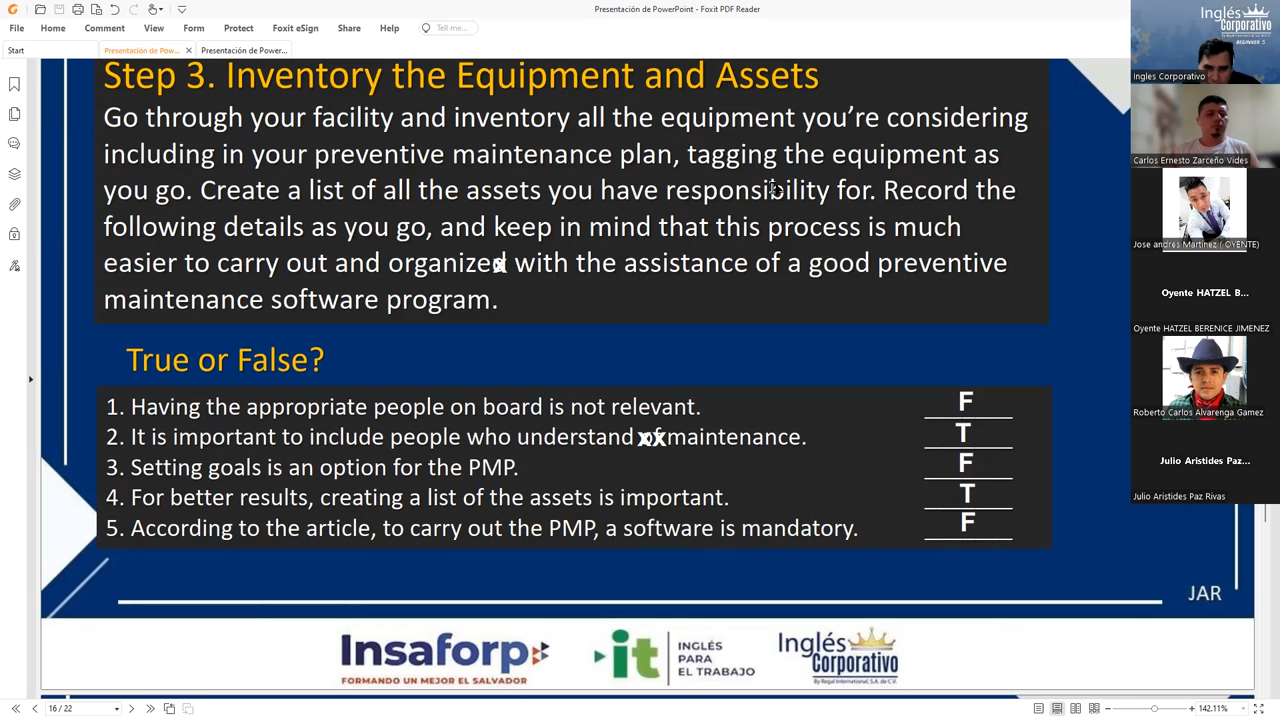 Presentación de PowerPoint - Foxit PDF Reader
File Home Comment View Form Protect Foxit eSign Share Help Tell me...
Start Presentación de Pow... Presentación de Power...
Step 3. Inventory the Equipment and Assets
Go through your facility and inventory all the equipment you’re considering
including in your preventive maintenance plan, tagging the equipment as
you go. Create a list of all the assets you have responsibility for. Record the
following details as you go, and keep in mind that this process is much
easier to carry out and organized with the assistance of a good preventive
maintenance software program.
True or False?
1. Having the appropriate people on board is not relevant. F
2. It is important to include people who understand of maintenance. T
3. Setting goals is an option for the PMP. F
4. For better results, creating a list of the assets is important. T
5. According to the article, to carry out the PMP, a software is mandatory. F
JAR
Insaforp
FORMANDO UN MEJOR EL SALVADOR
it
INGLÉS
PARA
EL TRABAJO
Inglés
Corporativo
By Regal International, S.A. de C.V.
16 / 22
142.11%
Inglés
Corporativo
BEGINNER 5
Ingles Corporativo
Carlos Ernesto Zarceño Vides
Jose andres Martinez ( OYENTE)
Oyente HATZEL B...
Oyente HATZEL BERENICE JIMENEZ
Roberto Carlos Alvarenga Gamez
Julio Aristides Paz...
Julio Aristides Paz Rivas